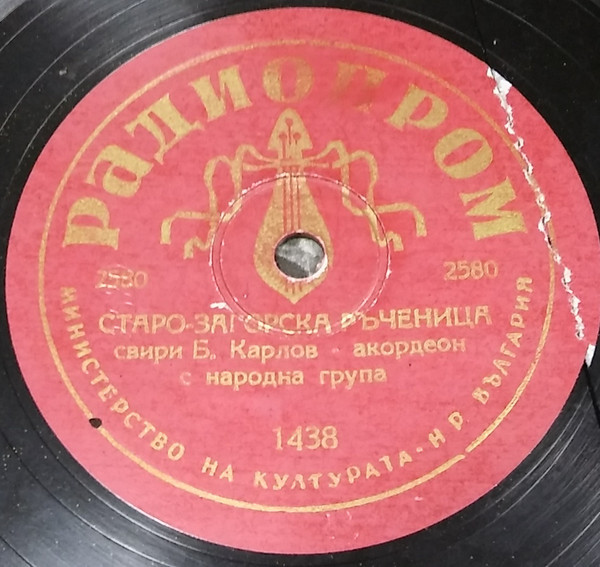 РАДИОПРОМ
2580 2580
СТАРО-ЗАГОРСКА РЪЧЕНИЦА
свири Б. Карлов - акордеон
с народна група
1438
МИНИСТЕРСТВО НА КУЛТУРАТА - Н.Р. БЪЛГАРИЯ